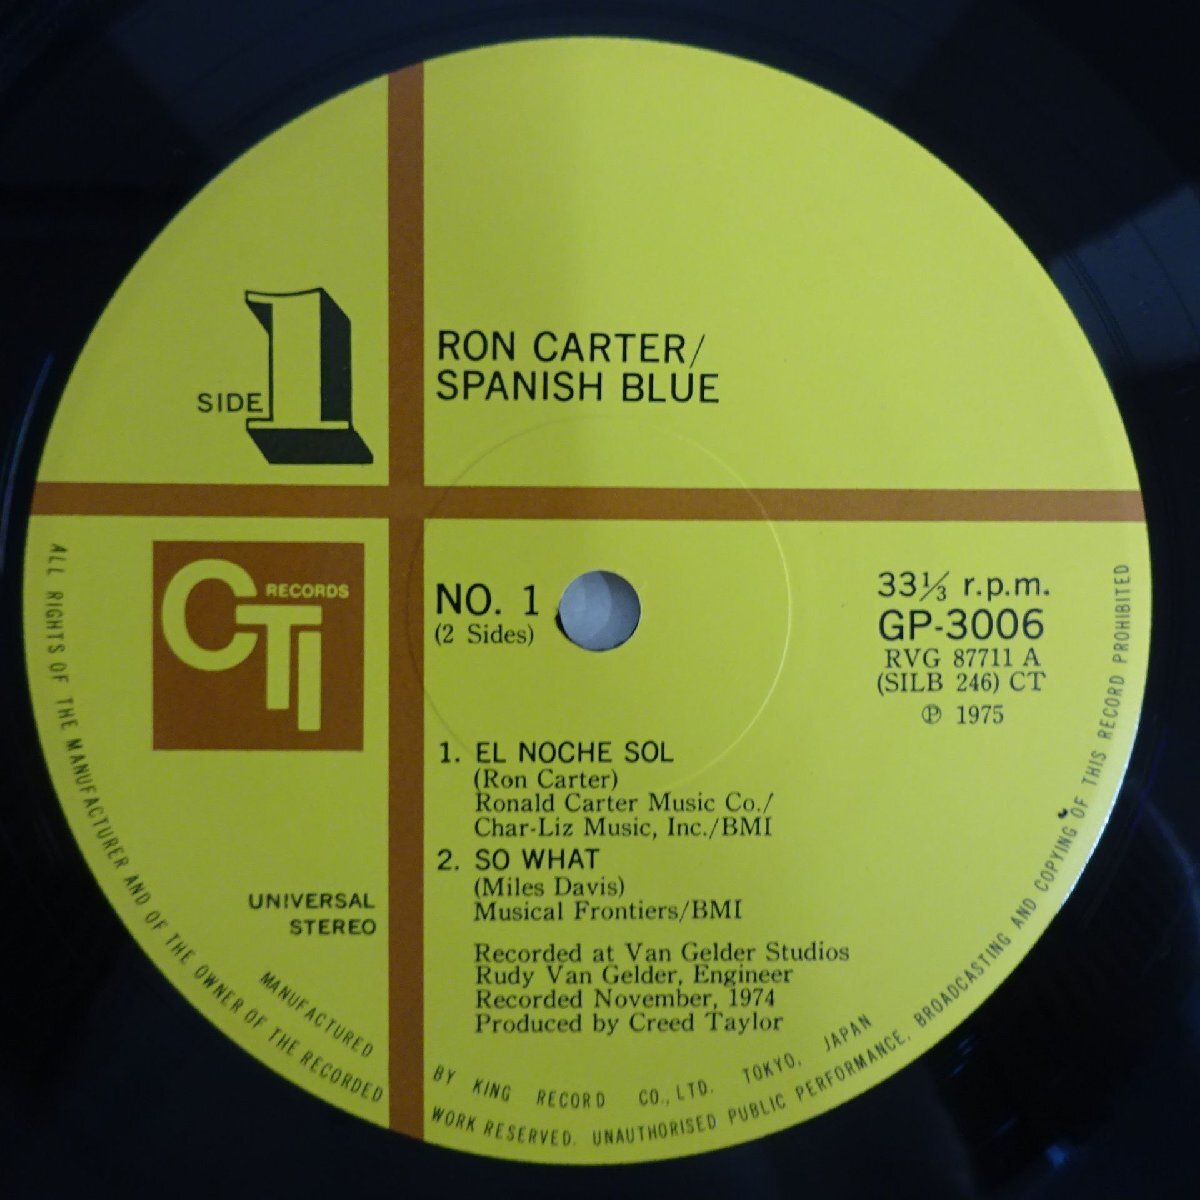 SIDE 1
RON CARTER/
SPANISH BLUE
CTI RECORDS
NO. 1
(2 Sides)
33⅓ r.p.m.
GP-3006
RVG 87711 A
(SILB 246) CT
Ⓟ 1975
1. EL NOCHE SOL
(Ron Carter)
Ronald Carter Music Co./
Char-Liz Music, Inc./BMI
2. SO WHAT
(Miles Davis)
Musical Frontiers/BMI
UNIVERSAL
STEREO
Recorded at Van Gelder Studios
Rudy Van Gelder, Engineer
Recorded November, 1974
Produced by Creed Taylor
MANUFACTURED BY KING RECORD CO., LTD. TOKYO, JAPAN
ALL RIGHTS OF THE MANUFACTURER AND OF THE OWNER OF THE RECORDED WORK RESERVED. UNAUTHORISED PUBLIC PERFORMANCE, BROADCASTING AND COPYING OF THIS RECORD PROHIBITED